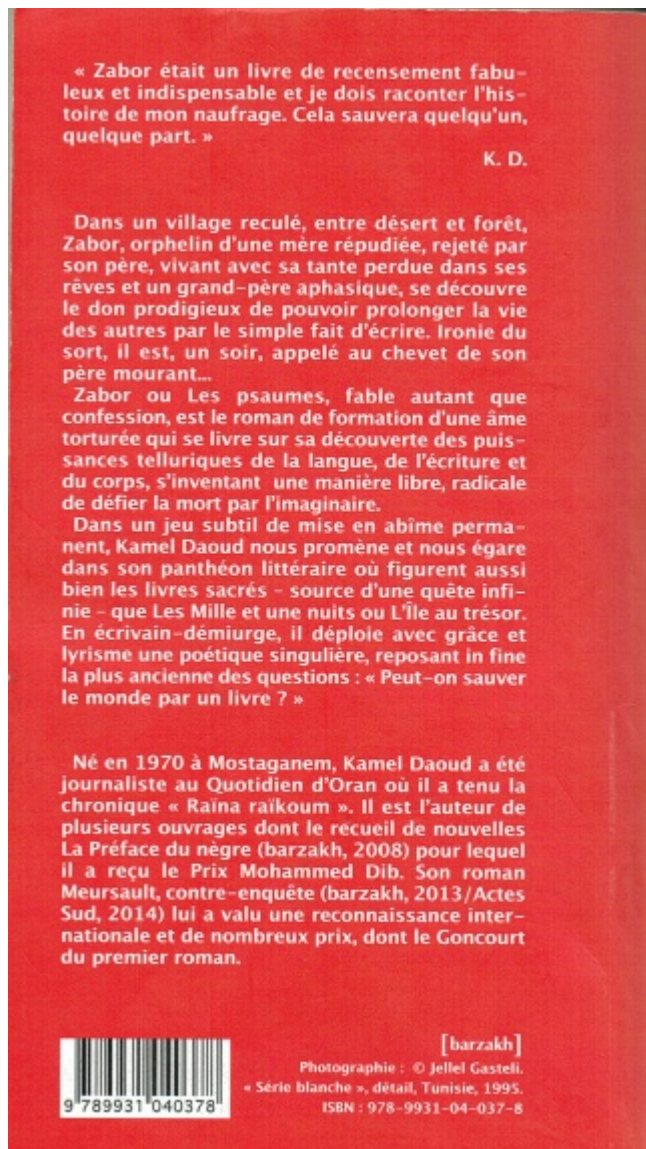 « Zabor était un livre de recensement fabu-
leux et indispensable et je dois raconter l'his-
toire de mon naufrage. Cela sauvera quelqu'un,
quelque part. »
K. D.
Dans un village reculé, entre désert et forêt,
Zabor, orphelin d'une mère répudiée, rejeté par
son père, vivant avec sa tante perdue dans ses
rêves et un grand-père aphasique, se découvre
le don prodigieux de pouvoir prolonger la vie
des autres par le simple fait d'écrire. Ironie du
sort, il est, un soir, appelé au chevet de son
père mourant...
Zabor ou Les psaumes, fable autant que
confession, est le roman de formation d'une âme
torturée qui se livre sur sa découverte des puis-
sances telluriques de la langue, de l'écriture et
du corps, s'inventant une manière libre, radicale
de défier la mort par l'imaginaire.
Dans un jeu subtil de mise en abîme perma-
nent, Kamel Daoud nous promène et nous égare
dans son panthéon littéraire où figurent aussi
bien les livres sacrés - source d'une quête infi-
nie - que Les Mille et une nuits ou L'Île au trésor.
En écrivain-démiurge, il déploie avec grâce et
lyrisme une poétique singulière, reposant in fine
la plus ancienne des questions : « Peut-on sauver
le monde par un livre ? »
Né en 1970 à Mostaganem, Kamel Daoud a été
journaliste au Quotidien d'Oran où il a tenu la
chronique « Raïna raïkoum ». Il est l'auteur de
plusieurs ouvrages dont le recueil de nouvelles
La Préface du nègre (barzakh, 2008) pour lequel
il a reçu le Prix Mohammed Dib. Son roman
Meursault, contre-enquête (barzakh, 2013/Actes
Sud, 2014) lui a valu une reconnaissance inter-
nationale et de nombreux prix, dont le Goncourt
du premier roman.
[barzakh]
Photographie : © Jellel Gasteli.
« Série blanche », détail, Tunisie, 1995.
ISBN : 978-9931-04-037-8
9 789931 040378